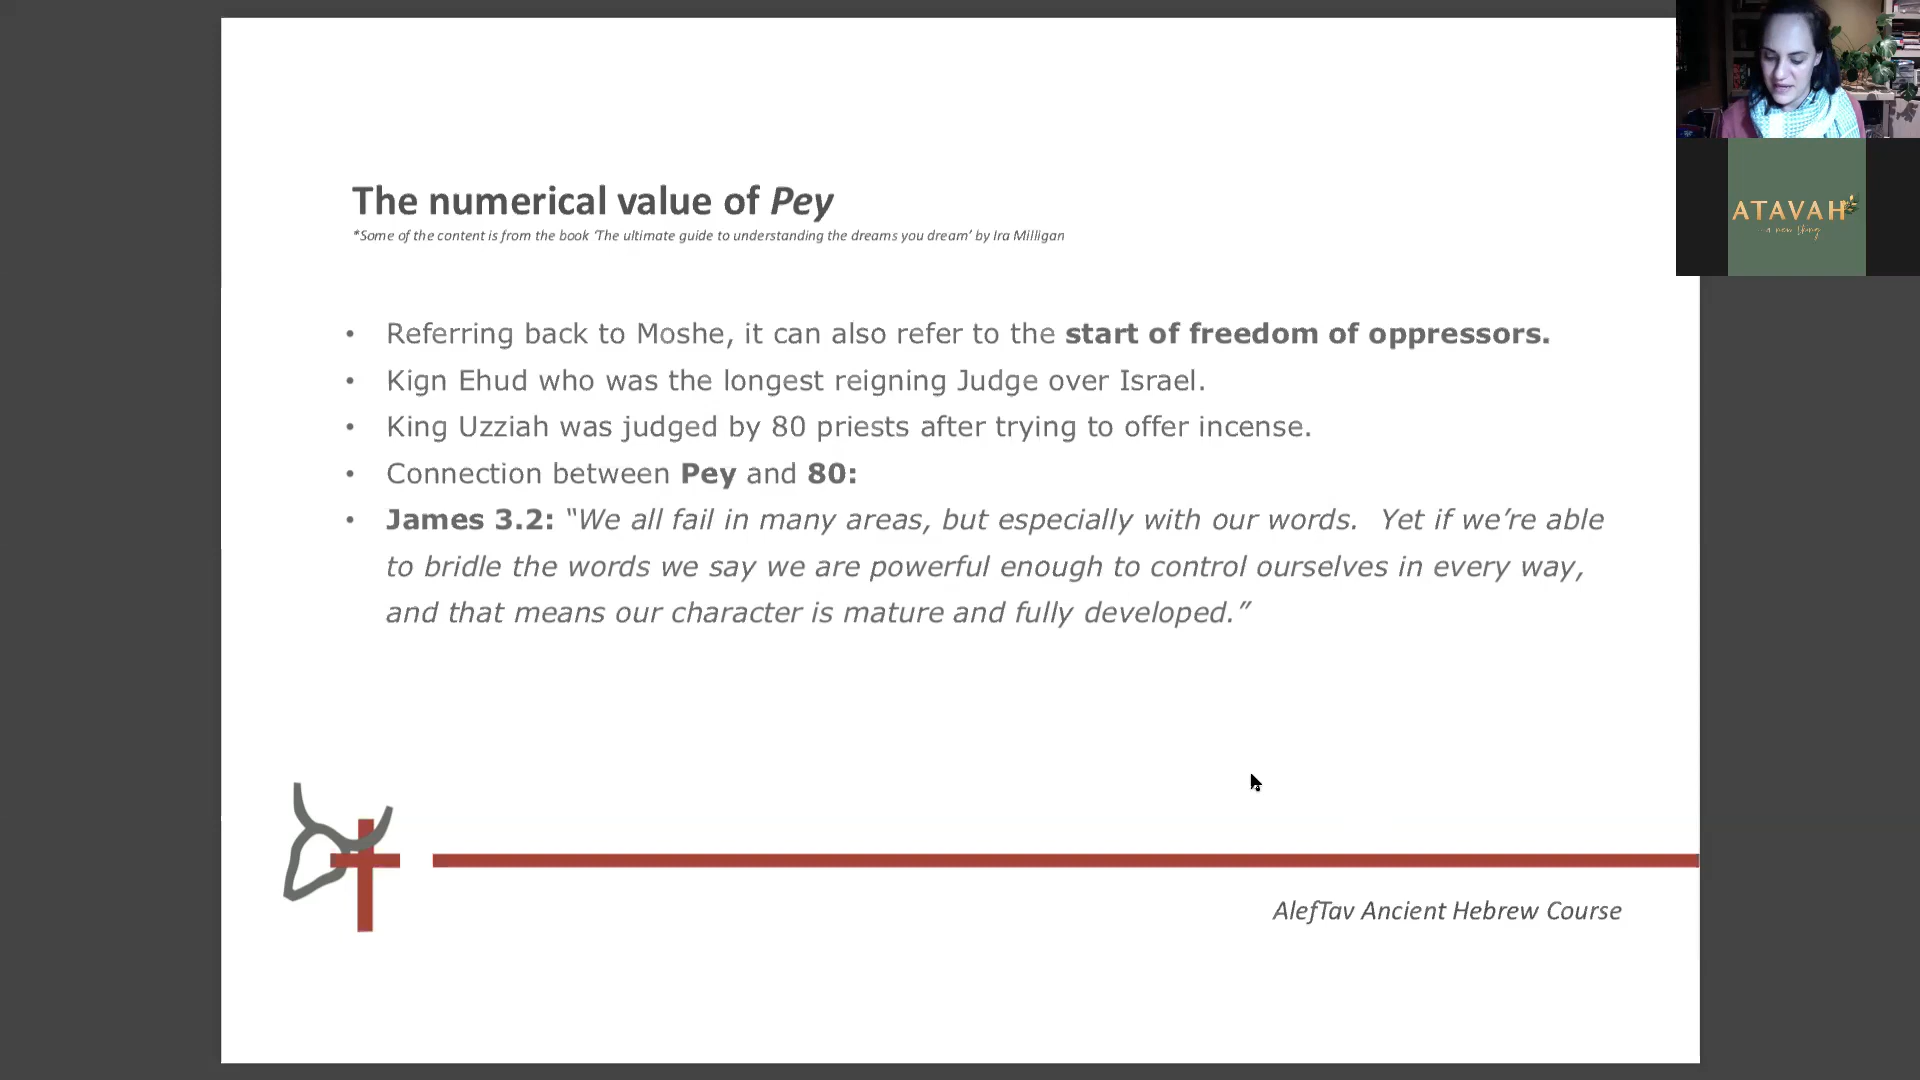 The numerical value of Pey
*Some of the content is from the book ‘The ultimate guide to understanding the dreams you dream’ by Ira Milligan
• Referring back to Moshe, it can also refer to the start of freedom of oppressors.
• Kign Ehud who was the longest reigning Judge over Israel.
• King Uzziah was judged by 80 priests after trying to offer incense.
• Connection between Pey and 80:
• James 3.2: “We all fail in many areas, but especially with our words.  Yet if we’re able
to bridle the words we say we are powerful enough to control ourselves in every way,
and that means our character is mature and fully developed.”
AlefTav Ancient Hebrew Course
ATAVAH
a new thing